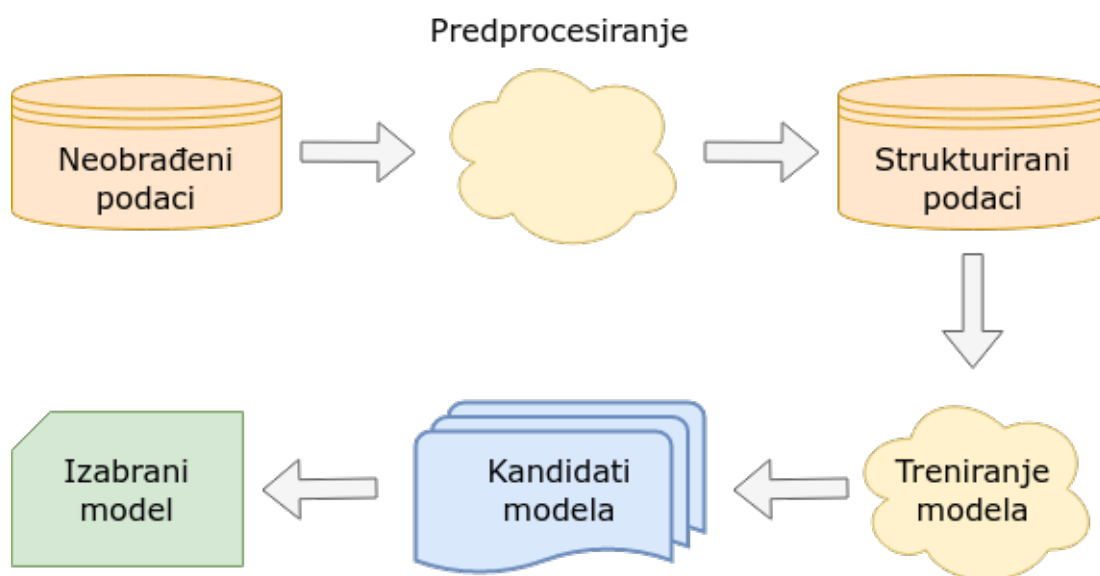 Predprocesiranje
Neobrađeni
podaci
Strukturirani
podaci
Treniranje
modela
Kandidati
modela
Izabrani
model